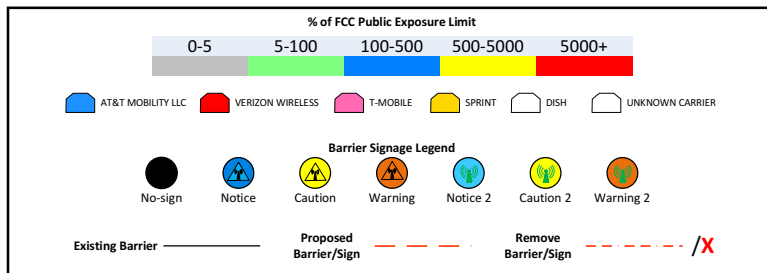 % of FCC Public Exposure Limit
0-5 5-100 100-500 500-5000 5000+
AT&T MOBILITY LLC VERIZON WIRELESS T-MOBILE SPRINT DISH UNKNOWN CARRIER
Barrier Signage Legend
No-sign Notice Caution Warning Notice 2 Caution 2 Warning 2
Existing Barrier Proposed Barrier/Sign Remove Barrier/Sign /X